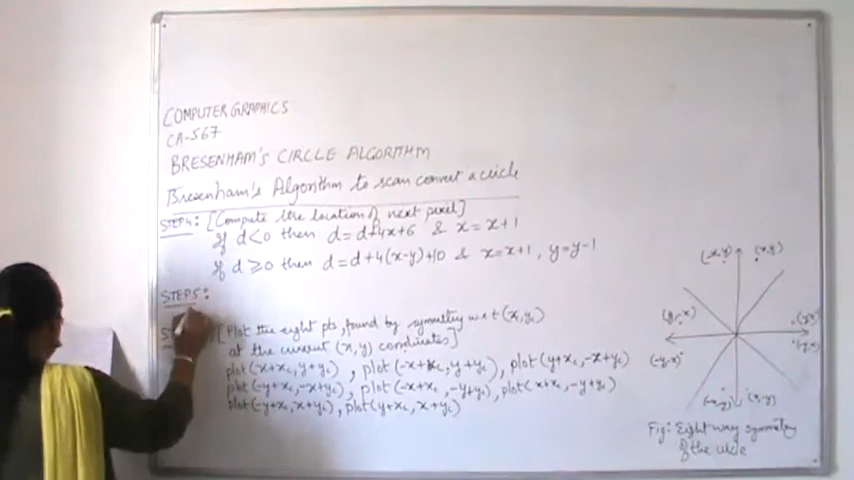 COMPUTER GRAPHICS
CA-567
BRESENHAM'S CIRCLE ALGORITHM
Bresenham's Algorithm to scan convert a circle
STEP4: [Compute the location of next pixel]
If d<0 then d=d+4x+6 & x=x+1
If d≥0 then d=d+4(x-y)+10 & x=x+1, y=y-1
STEP5:
[Plot the eight pts, found by symmetry w.r.t (xc,yc)
at the current (x,y) coordinates]
plot(x+xc, y+yc), plot(-x+xc, y+yc), plot(y+xc, -x+yc)
plot(-y+xc, -x+yc), plot(-x+xc, -y+yc), plot(x+xc, -y+yc)
plot(-y+xc, x+yc), plot(y+xc, x+yc)
(-x,y) (x,y)
(-y,x) (y,x)
(-y,-x) (y,-x)
(-x,-y) (x,-y)
Fig: Eight way symmetry
of the circle